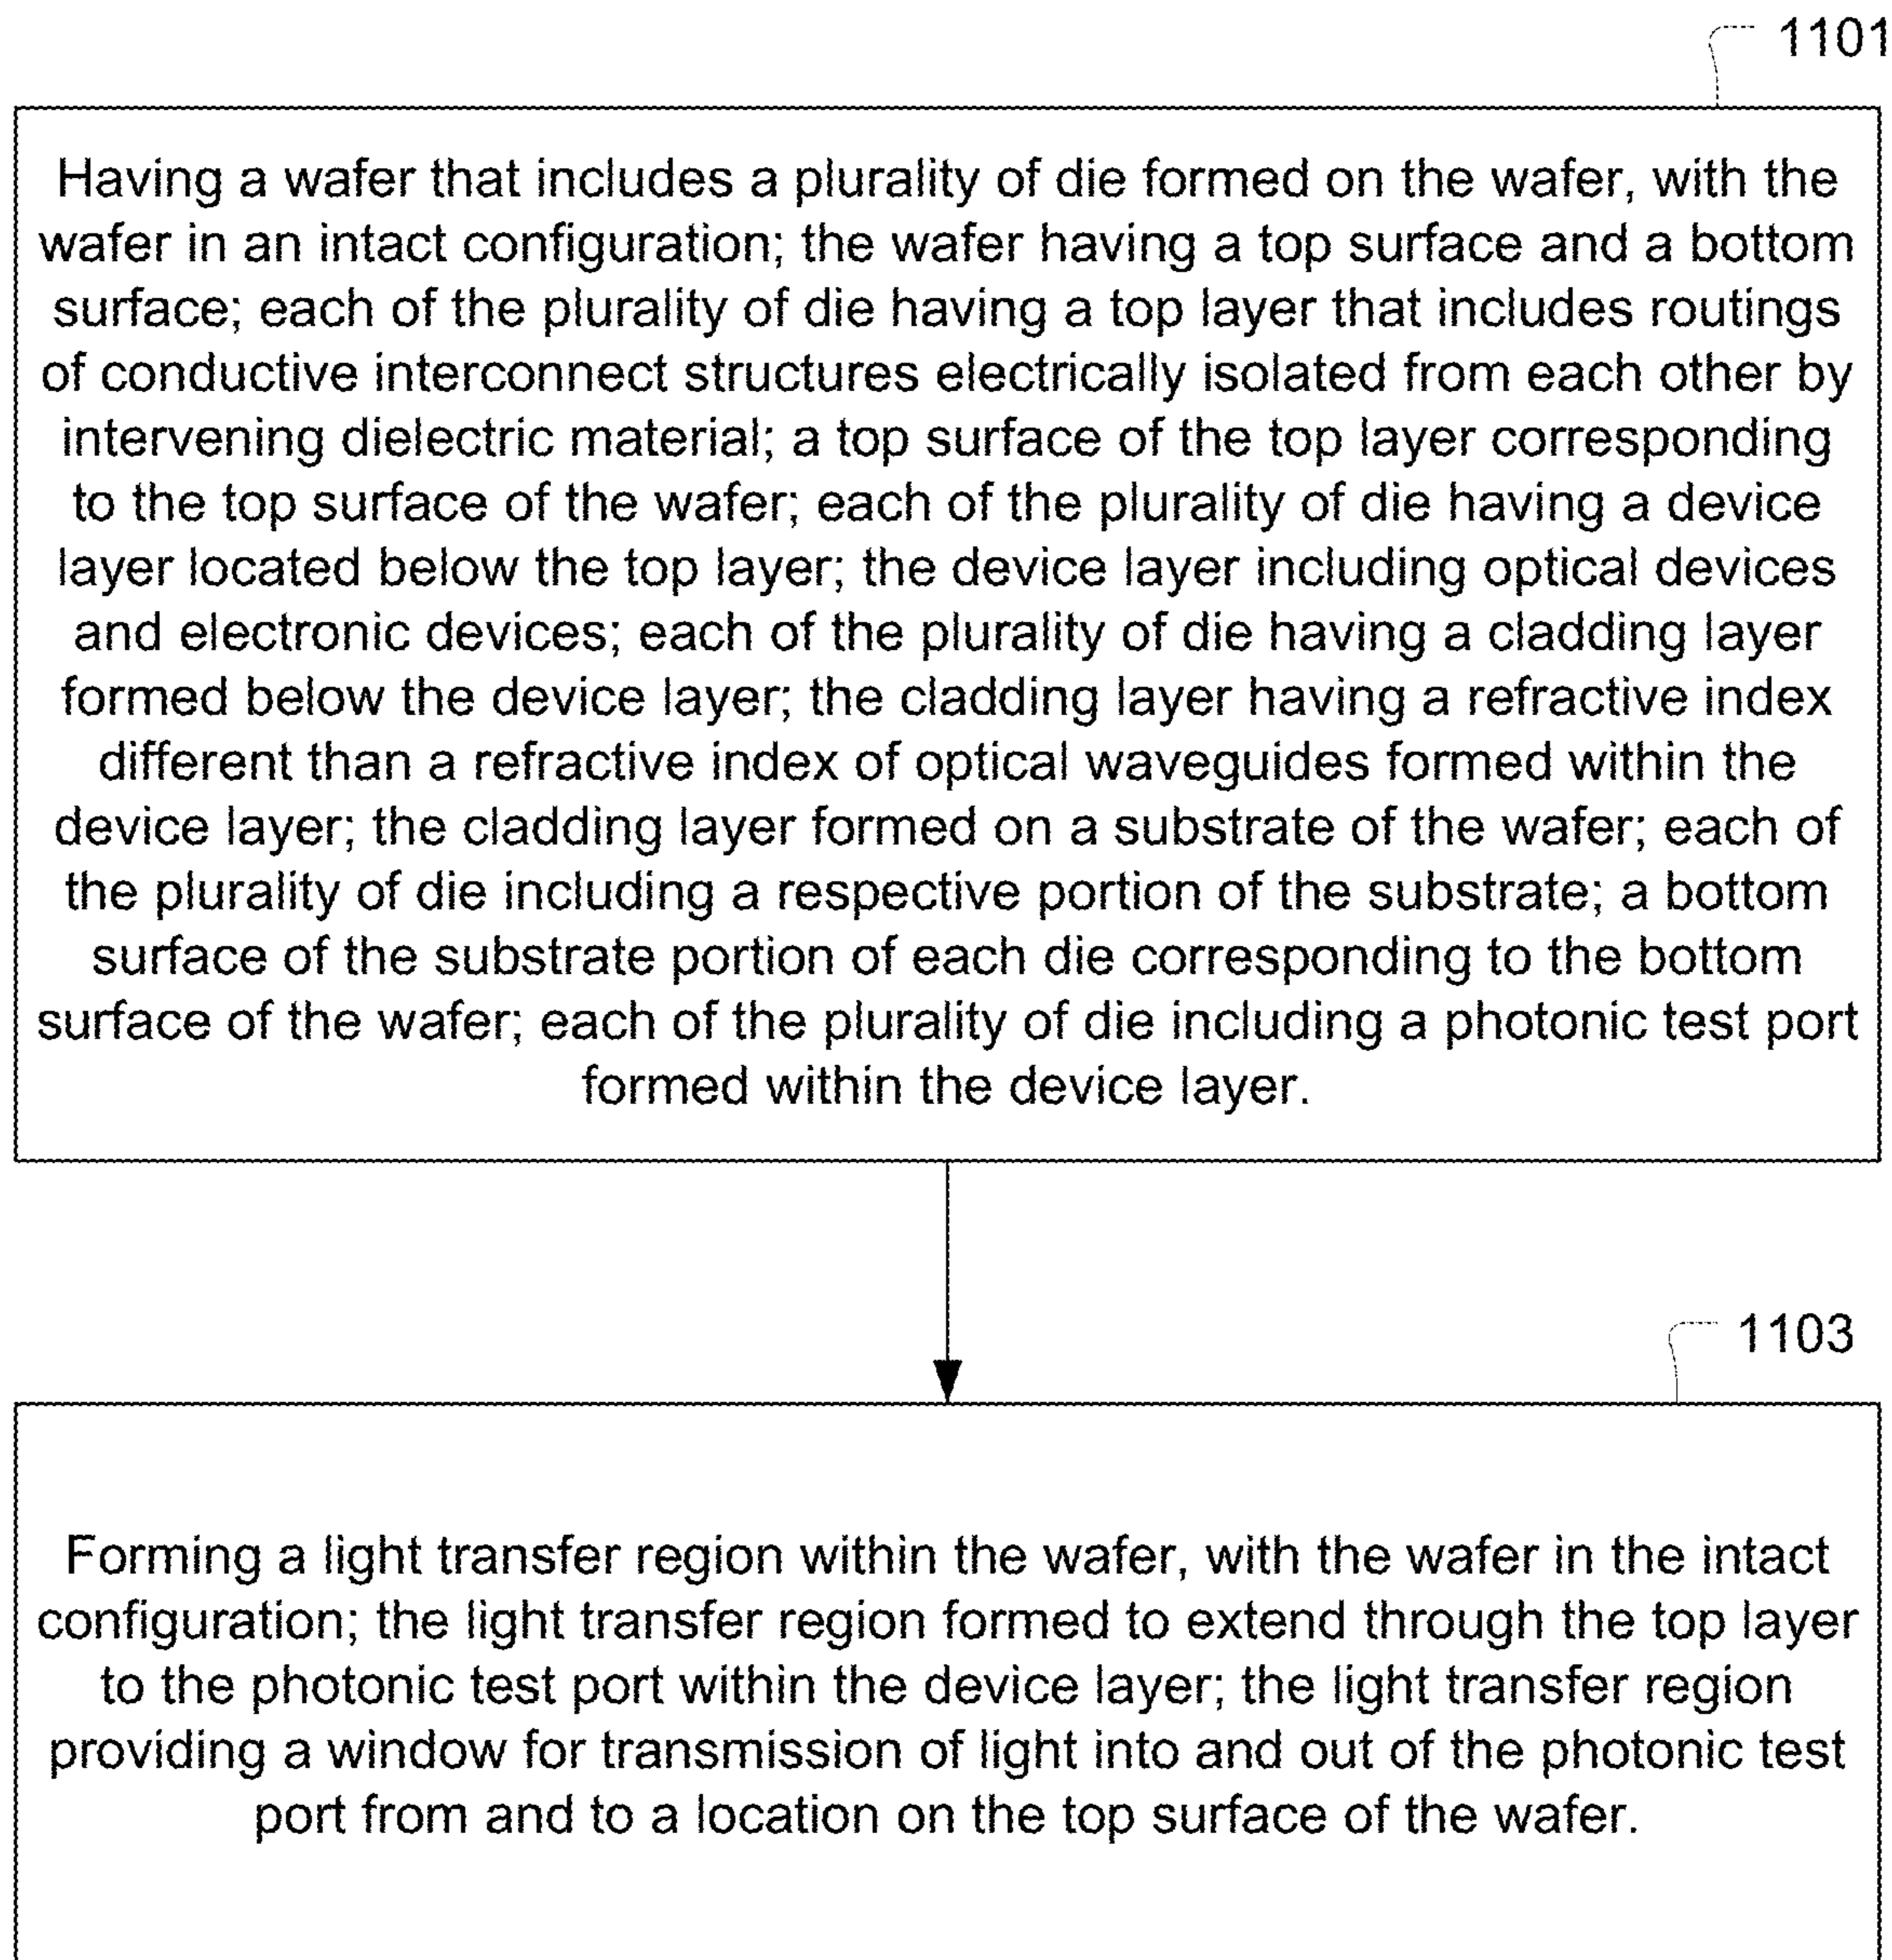 1101
Having a wafer that includes a plurality of die formed on the wafer, with the
wafer in an intact configuration; the wafer having a top surface and a bottom
surface; each of the plurality of die having a top layer that includes routings
of conductive interconnect structures electrically isolated from each other by
intervening dielectric material; a top surface of the top layer corresponding
to the top surface of the wafer; each of the plurality of die having a device
layer located below the top layer; the device layer including optical devices
and electronic devices; each of the plurality of die having a cladding layer
formed below the device layer; the cladding layer having a refractive index
different than a refractive index of optical waveguides formed within the
device layer; the cladding layer formed on a substrate of the wafer; each of
the plurality of die including a respective portion of the substrate; a bottom
surface of the substrate portion of each die corresponding to the bottom
surface of the wafer; each of the plurality of die including a photonic test port
formed within the device layer.
1103
Forming a light transfer region within the wafer, with the wafer in the intact
configuration; the light transfer region formed to extend through the top layer
to the photonic test port within the device layer; the light transfer region
providing a window for transmission of light into and out of the photonic test
port from and to a location on the top surface of the wafer.